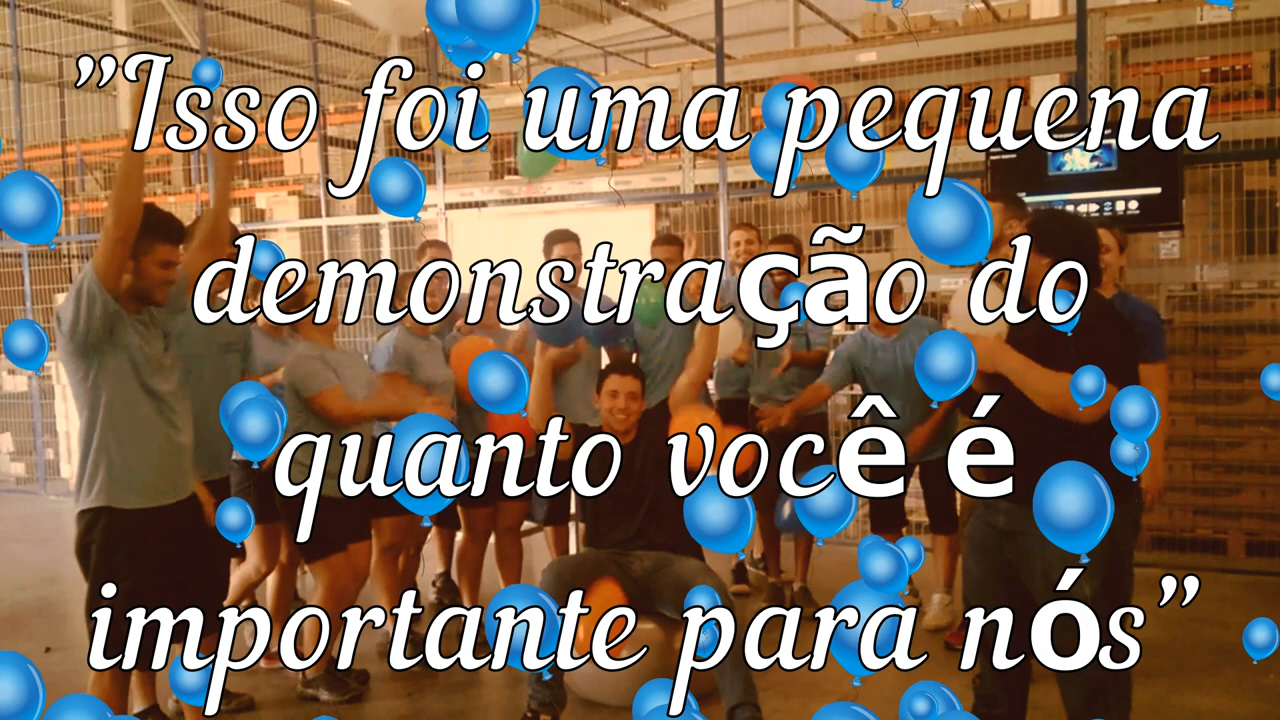 ”Isso foi uma pequena
demonstração do
quanto você é
importante para nós”